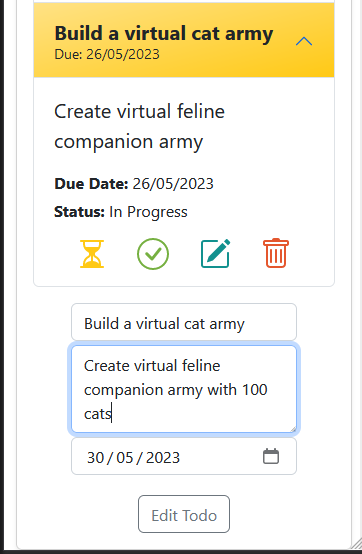 Build a virtual cat army
Due: 26/05/2023
Create virtual feline
companion army
Due Date: 26/05/2023
Status: In Progress
Build a virtual cat army
Create virtual feline
companion army with 100
cats
30/05/2023
Edit Todo